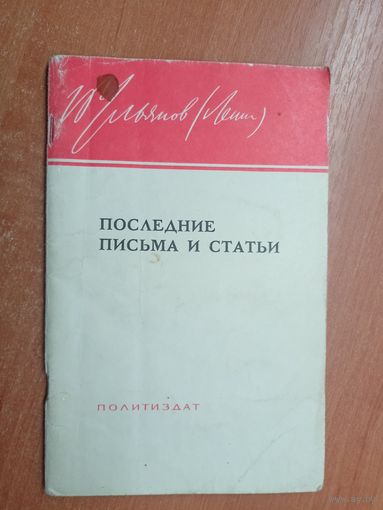 В. Ульянов (Ленин)
ПОСЛЕДНИЕ
ПИСЬМА И СТАТЬИ
ПОЛИТИЗДАТ